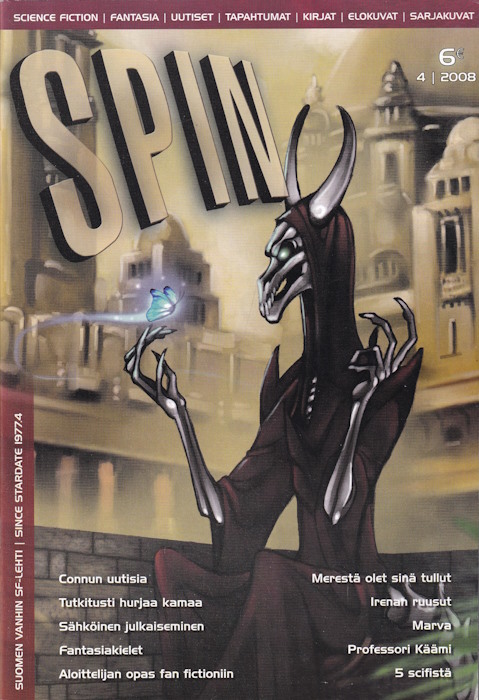 SCIENCE FICTION | FANTASIA | UUTISET | TAPAHTUMAT | KIRJAT | ELOKUVAT | SARJAKUVAT
SPIN
6€
4 | 2008
SUOMEN VANHIN SF-LEHTI | SINCE STARDATE 1977.4
Connun uutisia
Tutkitusti hurjaa kamaa
Sähköinen julkaiseminen
Fantasiakielet
Aloittelijan opas fan fictioniin
Merestä olet sinä tullut
Irenan ruusut
Marva
Professori Käämi
5 scifistä